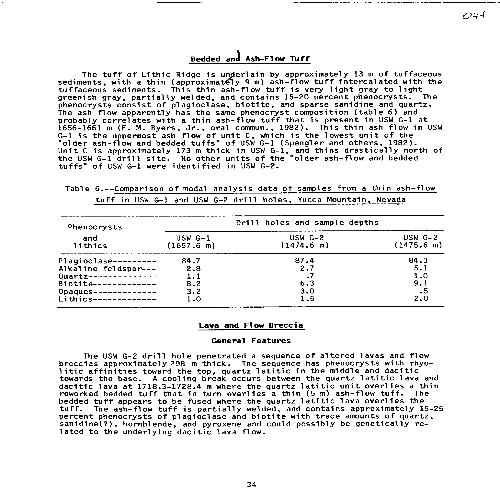 Bedded and Ash-Flow Tuff
The tuff of Lithic Ridge is underlain by approximately 13 m of tuffaceous
sediments, with a thin (approximately 9 m) ash-flow tuff intercalated with the
tuffaceous sediments. This thin ash-flow tuff is very light gray to light
greenish gray, partially welded, and contains 15-20 percent phenocrysts. The
phenocrysts consist of plagioclase, biotite, and sparse sanidine and quartz.
The ash flow apparently has the same phenocryst composition (table 6) and
probably correlates with a thin ash-flow tuff that is present in USW G-1 at
1656-1661 m (F. M. Byers, Jr., oral commun., 1982). This thin ash flow in USW
G-1 is the uppermost ash flow of unit C, which is the lowest unit of the
"older ash-flow and bedded tuffs" of USW G-1 (Spengler and others, 1982).
Unit C is approximately 173 m thick in USW G-1, and thins drastically north of
the USW G-1 drill site. No other units of the "older ash-flow and bedded
tuffs" of USW G-1 were identified in USW G-2.
Table 6.--Comparison of modal analysis data of samples from a thin ash-flow
tuff in USW G-1 and USW G-2 drill holes, Yucca Mountain, Nevada
Phenocrysts Drill holes and sample depths
and USW G-1 USW G-2 USW G-2
lithics (1657.6 m) (1474.6 m) (1475.6 m)
Plagioclase--------- 84.7 87.4 84.3
Alkaline feldspar--- 2.8 2.7 5.1
Quartz-------------- 1.1 .7 1.0
Biotite------------- 8.2 6.3 9.1
Opaques------------- 3.2 3.0 .5
Lithics------------- 1.0 1.5 2.0
Lava and Flow Breccia
General Features
The USW G-2 drill hole penetrated a sequence of altered lavas and flow
breccias approximately 298 m thick. The sequence has phenocrysts with rhyo-
litic affinities toward the top, quartz latitic in the middle and dacitic
towards the base. A cooling break occurs between the quartz latitic lava and
dacitic lava at 1718.3-1728.4 m where the quartz latitic unit overlies a thin
reworked bedded tuff that in turn overlies a thin (5 m) ash-flow tuff. The
bedded tuff appears to be fused where the quartz latitic lava overlies the
tuff. The ash-flow tuff is partially welded, and contains approximately 15-25
percent phenocrysts of plagioclase and biotite with trace amounts of quartz,
sanidine(?), hornblende, and pyroxene and could possibly be genetically re-
lated to the underlying dacitic lava flow.
34